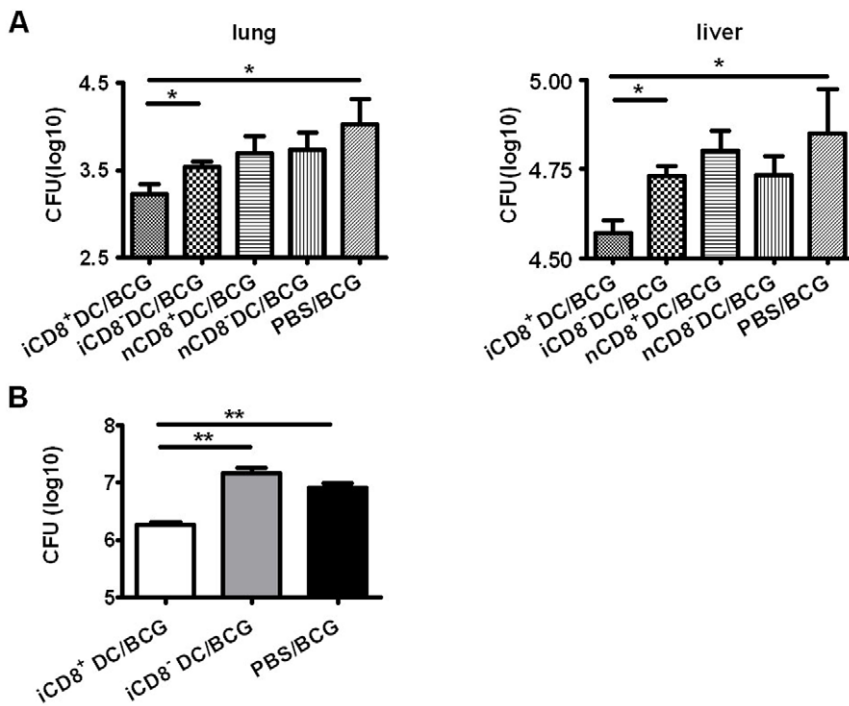 A
lung
CFU(log10)
4.5
3.5
2.5
*
*
iCD8⁺DC/BCG
iCD8⁻DC/BCG
nCD8⁺DC/BCG
nCD8⁻DC/BCG
PBS/BCG
liver
CFU(log10)
5.00
4.75
4.50
*
*
iCD8⁺DC/BCG
iCD8⁻DC/BCG
nCD8⁺DC/BCG
nCD8⁻DC/BCG
PBS/BCG
B
CFU (log10)
8
7
6
5
**
**
iCD8⁺ DC/BCG
iCD8⁻ DC/BCG
PBS/BCG